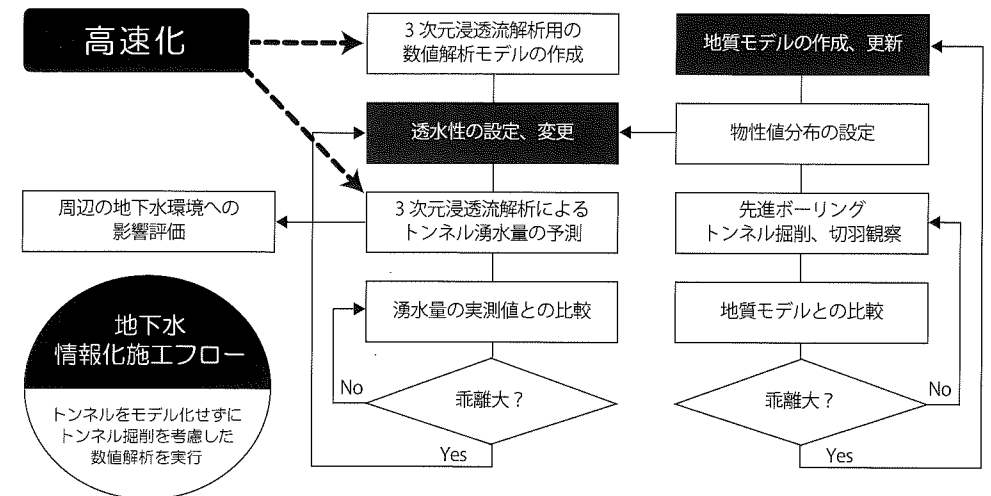 高速化
3次元浸透流解析用の
数値解析モデルの作成
地質モデルの作成、更新
透水性の設定、変更
物性値分布の設定
周辺の地下水環境への
影響評価
3次元浸透流解析による
トンネル湧水量の予測
先進ボーリング
トンネル掘削、切羽観察
湧水量の実測値との比較
地質モデルとの比較
地下水
情報化施工フロー
トンネルをモデル化せずに
トンネル掘削を考慮した
数値解析を実行
No
乖離大？
Yes
乖離大？
No
Yes